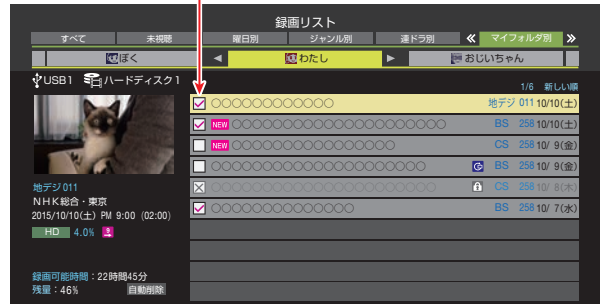 録画リスト
すべて 未視聴 曜日別 ジャンル別 連ドラ別 ≪ マイフォルダ別 ≫
ぼく ◀ わたし ▶ おじいちゃん
USB1 ハードディスク1
1/6 新しい順
○○○○○○○○○○○○ 地デジ 011 10/10(土)
NEW ○○○○○○○○○○○○○○○○○○○○○ BS 258 10/10(土)
NEW ○○○○○○○○○○○○○○○○ CS 258 10/ 9(金)
○○○○○○○○○○○○○○○○○○○○○ BS 258 10/ 9(金)
○○○○○○○○○○○○○○○○○○○○○○ CS 258 10/ 8(木)
○○○○○○○○○○○○○○ BS 258 10/ 7(水)
地デジ 011
NHK総合・東京
2015/10/10(土) PM 9:00 (02:00)
HD 4.0%
録画可能時間：22時間45分
残量：46% 自動削除